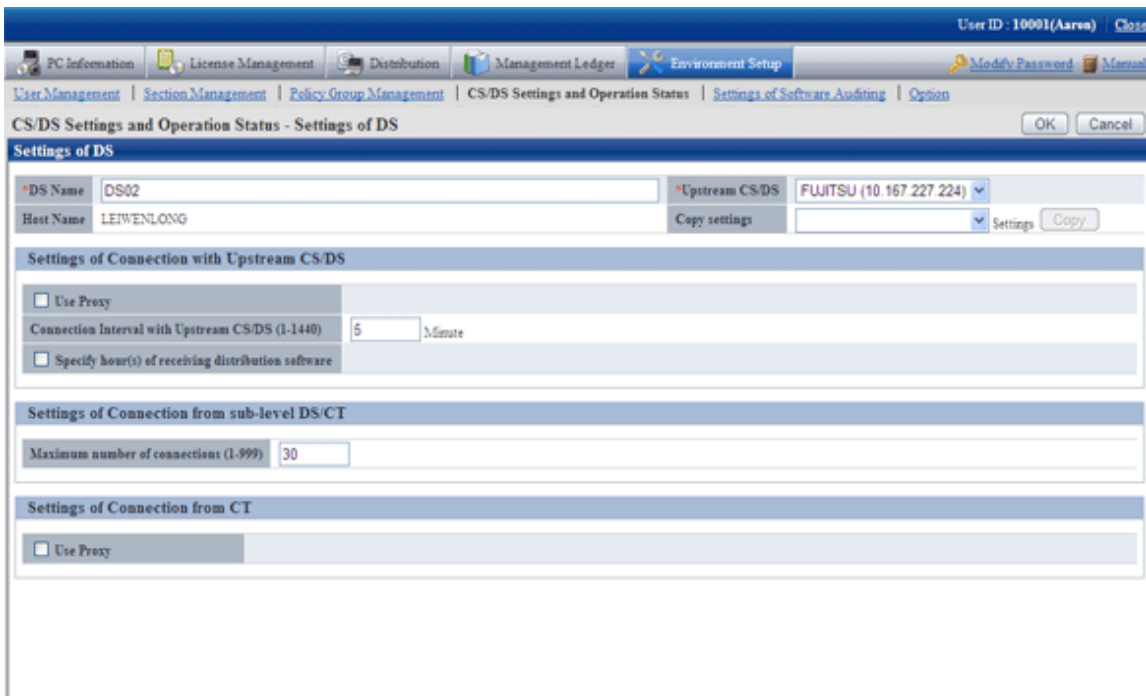 User ID : 10001(Aaron) Close
PC Information License Management Distribution Management Ledger Environment Setup Modify Password Manual
User Management | Section Management | Policy Group Management | CS/DS Settings and Operation Status | Settings of Software Auditing | Option
CS/DS Settings and Operation Status - Settings of DS OK Cancel
Settings of DS
*DS Name DS02 *Upstream CS/DS FUJITSU (10.167.227.224)
Host Name LEIWENLONG Copy settings Settings Copy
Settings of Connection with Upstream CS/DS
Use Proxy
Connection Interval with Upstream CS/DS (1-1440) 5 Minute
Specify hour(s) of receiving distribution software
Settings of Connection from sub-level DS/CT
Maximum number of connections (1-999) 30
Settings of Connection from CT
Use Proxy